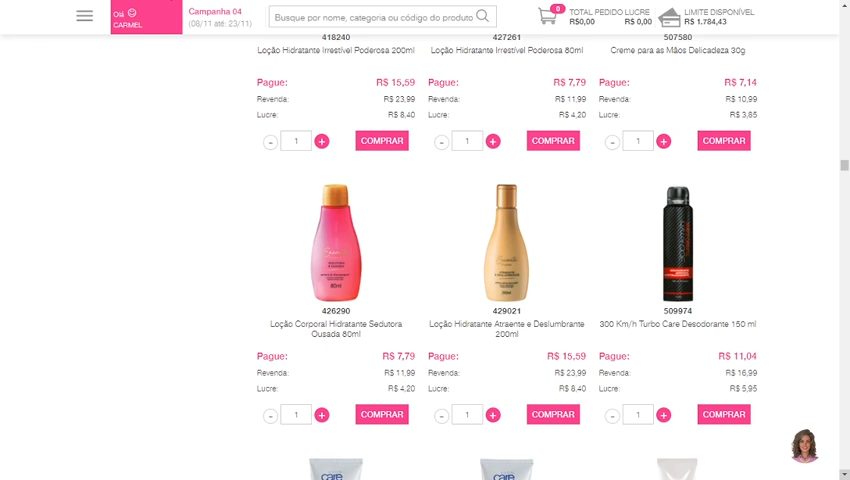 Olá
CARMEL
Campanha 04
(08/11 até: 23/11)
Busque por nome, categoria ou código do produto
0
TOTAL PEDIDO LUCRE
R$0,00 R$ 0,00
LIMITE DISPONÍVEL
R$ 1.784,43
418240
Loção Hidratante Irrestível Poderosa 200ml
Pague: R$ 15,59
Revenda: R$ 23,99
Lucre: R$ 8,40
- 1 + COMPRAR
427261
Loção Hidratante Irrestível Poderosa 80ml
Pague: R$ 7,79
Revenda: R$ 11,99
Lucre: R$ 4,20
- 1 + COMPRAR
507580
Creme para as Mãos Delicadeza 30g
Pague: R$ 7,14
Revenda: R$ 10,99
Lucre: R$ 3,85
- 1 + COMPRAR
80ml
426290
Loção Corporal Hidratante Sedutora
Ousada 80ml
Pague: R$ 7,79
Revenda: R$ 11,99
Lucre: R$ 4,20
- 1 + COMPRAR
429021
Loção Hidratante Atraente e Deslumbrante
200ml
Pague: R$ 15,59
Revenda: R$ 23,99
Lucre: R$ 8,40
- 1 + COMPRAR
300 KM/H
509974
300 Km/h Turbo Care Desodorante 150 ml
Pague: R$ 11,04
Revenda: R$ 16,99
Lucre: R$ 5,95
- 1 + COMPRAR
care
care